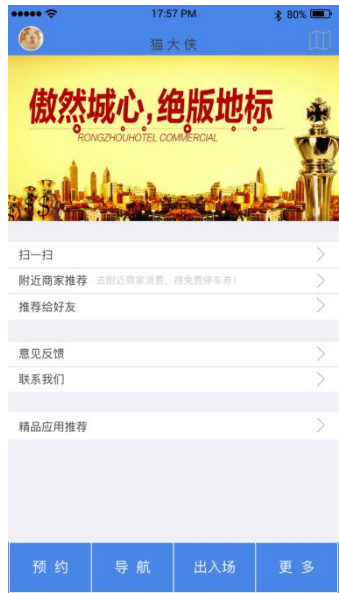 17:57 PM
80%
猫大侠
傲然城心,绝版地标
RONGZHOUHOTEL COMMERCIAL
扫一扫
附近商家推荐 去附近商家消费，得免费停车券！
推荐给好友
意见反馈
联系我们
精品应用推荐
预 约
导 航
出入场
更 多